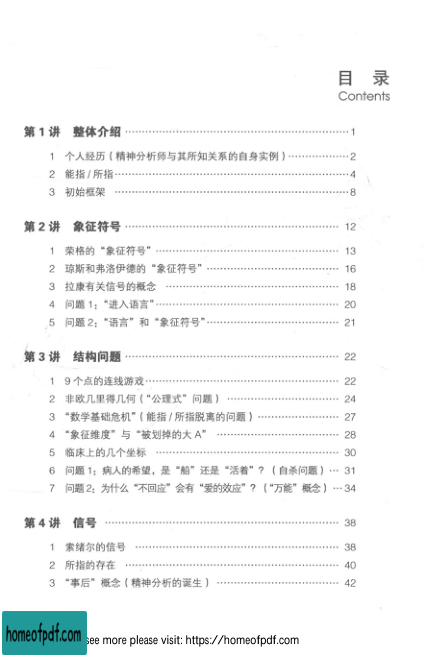 目 录
Contents
第1讲 整体介绍 1
1 个人经历（精神分析师与其所知关系的自身实例） 2
2 能指/所指 4
3 初始框架 8
第2讲 象征符号 12
1 荣格的“象征符号” 13
2 琼斯和弗洛伊德的“象征符号” 16
3 拉康有关信号的概念 18
4 问题1：“进入语言” 20
5 问题2：“语言”和“象征符号” 21
第3讲 结构问题 22
1 9个点的连线游戏 22
2 非欧几里得几何（“公理式”问题） 24
3 “数学基础危机”（能指/所指脱离的问题） 27
4 “象征维度”与“被划掉的大A” 28
5 临床上的几个坐标 30
6 问题1：病人的希望，是“船”还是“活着”？（自杀问题） 31
7 问题2：为什么“不回应”会有“爱的效应”？（“万能”概念） 34
第4讲 信号 38
1 索绪尔的信号 38
2 所指的存在 40
3 “事后”概念（精神分析的诞生） 42
homeofpdf.com
see more please visit: https://homeofpdf.com